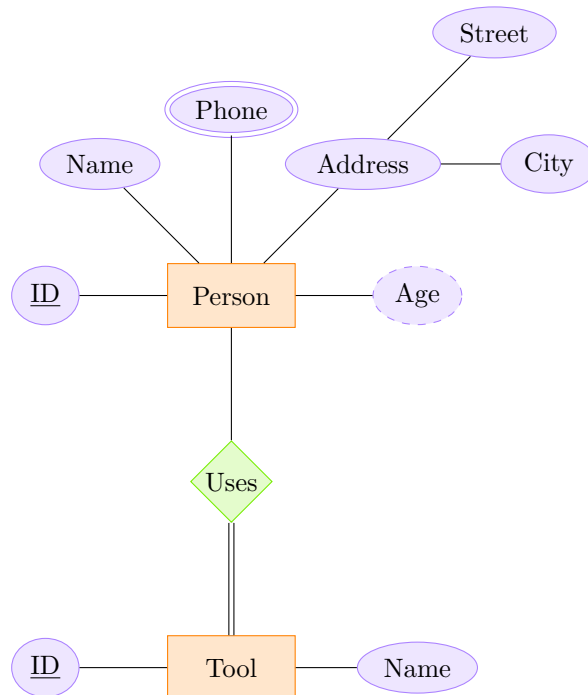 Street
Phone
Name
Address
City
ID
Person
Age
Uses
ID
Tool
Name